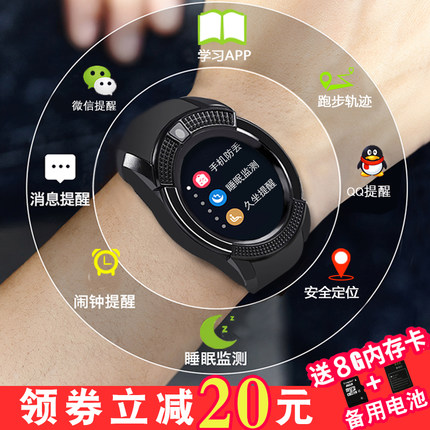 学习APP
微信提醒
跑步轨迹
消息提醒
QQ提醒
手机防丢
睡眠监测
久坐提醒
闹钟提醒
安全定位
睡眠监测
送8G内存卡
+
备用电池
领券立减20元